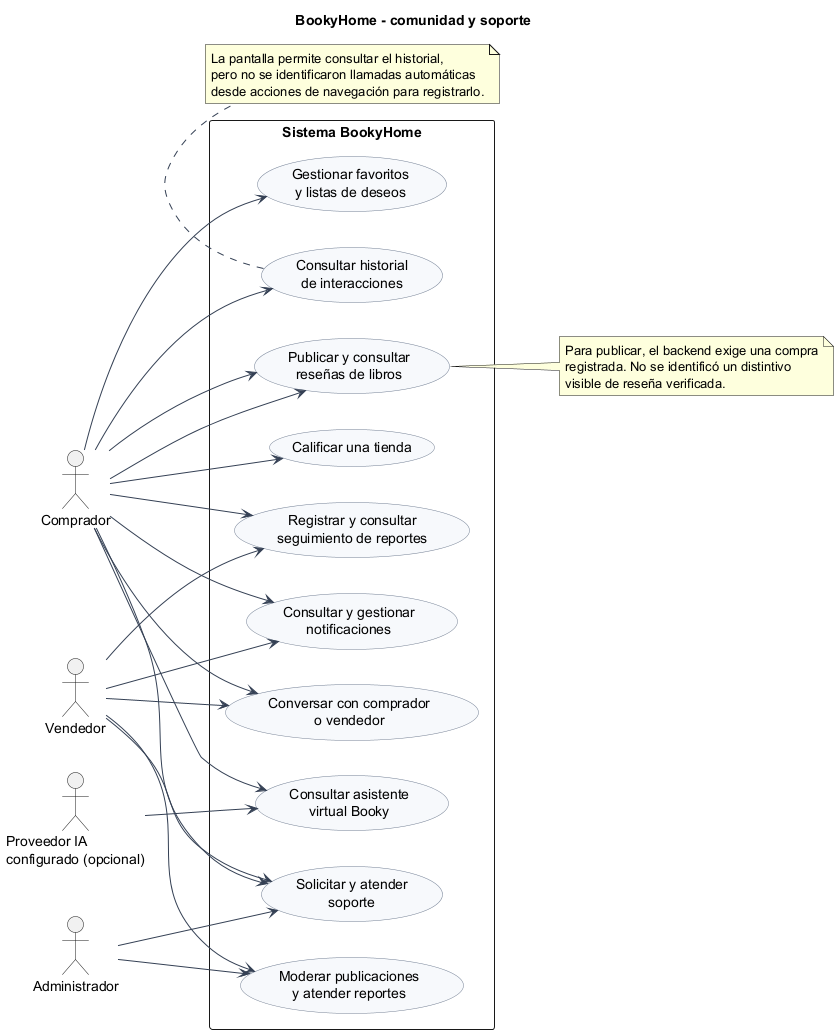 BookyHome - comunidad y soporte
La pantalla permite consultar el historial,
pero no se identificaron llamadas automáticas
desde acciones de navegación para registrarlo.
Sistema BookyHome
Gestionar favoritos
y listas de deseos
Consultar historial
de interacciones
Publicar y consultar
reseñas de libros
Para publicar, el backend exige una compra
registrada. No se identificó un distintivo
visible de reseña verificada.
Calificar una tienda
Comprador
Registrar y consultar
seguimiento de reportes
Consultar y gestionar
notificaciones
Conversar con comprador
o vendedor
Vendedor
Consultar asistente
virtual Booky
Proveedor IA
configurado (opcional)
Solicitar y atender
soporte
Administrador
Moderar publicaciones
y atender reportes